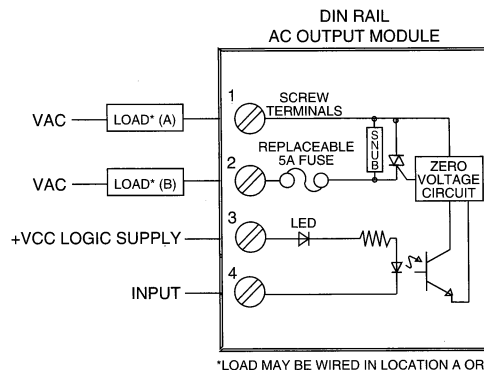 DIN RAIL
AC OUTPUT MODULE
1
SCREW
TERMINALS
VAC
LOAD* (A)
SNUB
REPLACEABLE
5A FUSE
2
ZERO
VOLTAGE
CIRCUIT
VAC
LOAD* (B)
3
LED
+VCC LOGIC SUPPLY
4
INPUT
*LOAD MAY BE WIRED IN LOCATION A OR